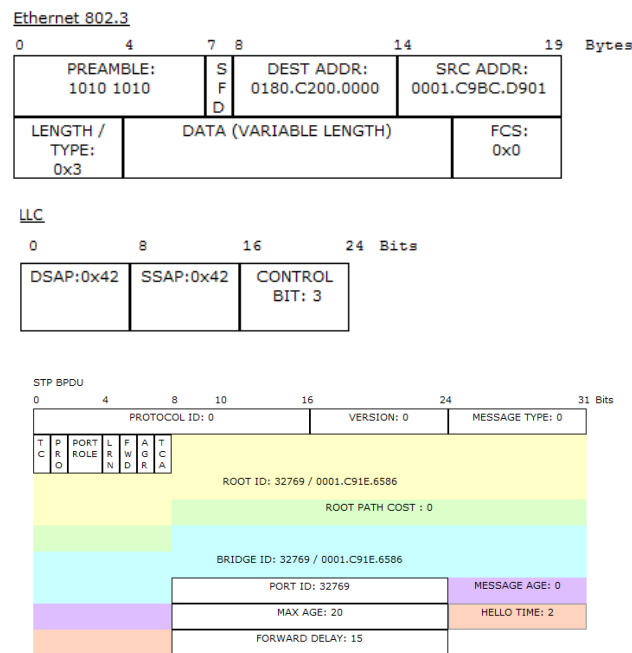 Ethernet 802.3
0 4 7 8 14 19 Bytes
PREAMBLE:
1010 1010
S
F
D
DEST ADDR:
0180.C200.0000
SRC ADDR:
0001.C9BC.D901
LENGTH /
TYPE:
0x3
DATA (VARIABLE LENGTH)
FCS:
0x0
LLC
0 8 16 24 Bits
DSAP:0x42
SSAP:0x42
CONTROL
BIT: 3
STP BPDU
0 4 8 10 16 24 31 Bits
PROTOCOL ID: 0
VERSION: 0
MESSAGE TYPE: 0
T
C
P
R
O
PORT
ROLE
L
R
N
F
W
D
A
G
R
T
C
A
ROOT ID: 32769 / 0001.C91E.6586
ROOT PATH COST : 0
BRIDGE ID: 32769 / 0001.C91E.6586
PORT ID: 32769
MESSAGE AGE: 0
MAX AGE: 20
HELLO TIME: 2
FORWARD DELAY: 15